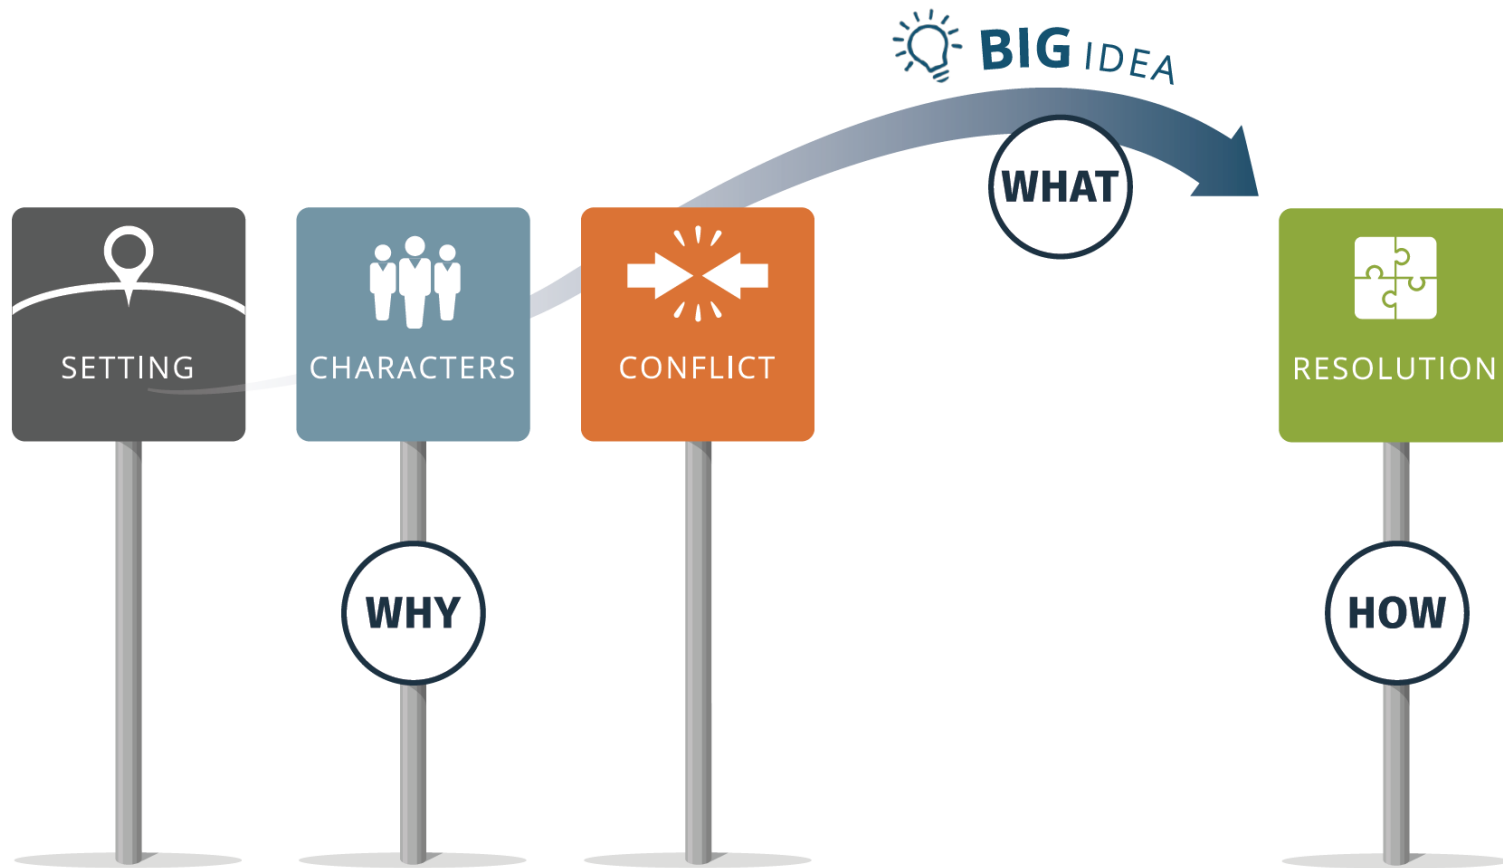 BIG IDEA
WHAT
SETTING
CHARACTERS
CONFLICT
RESOLUTION
WHY
HOW